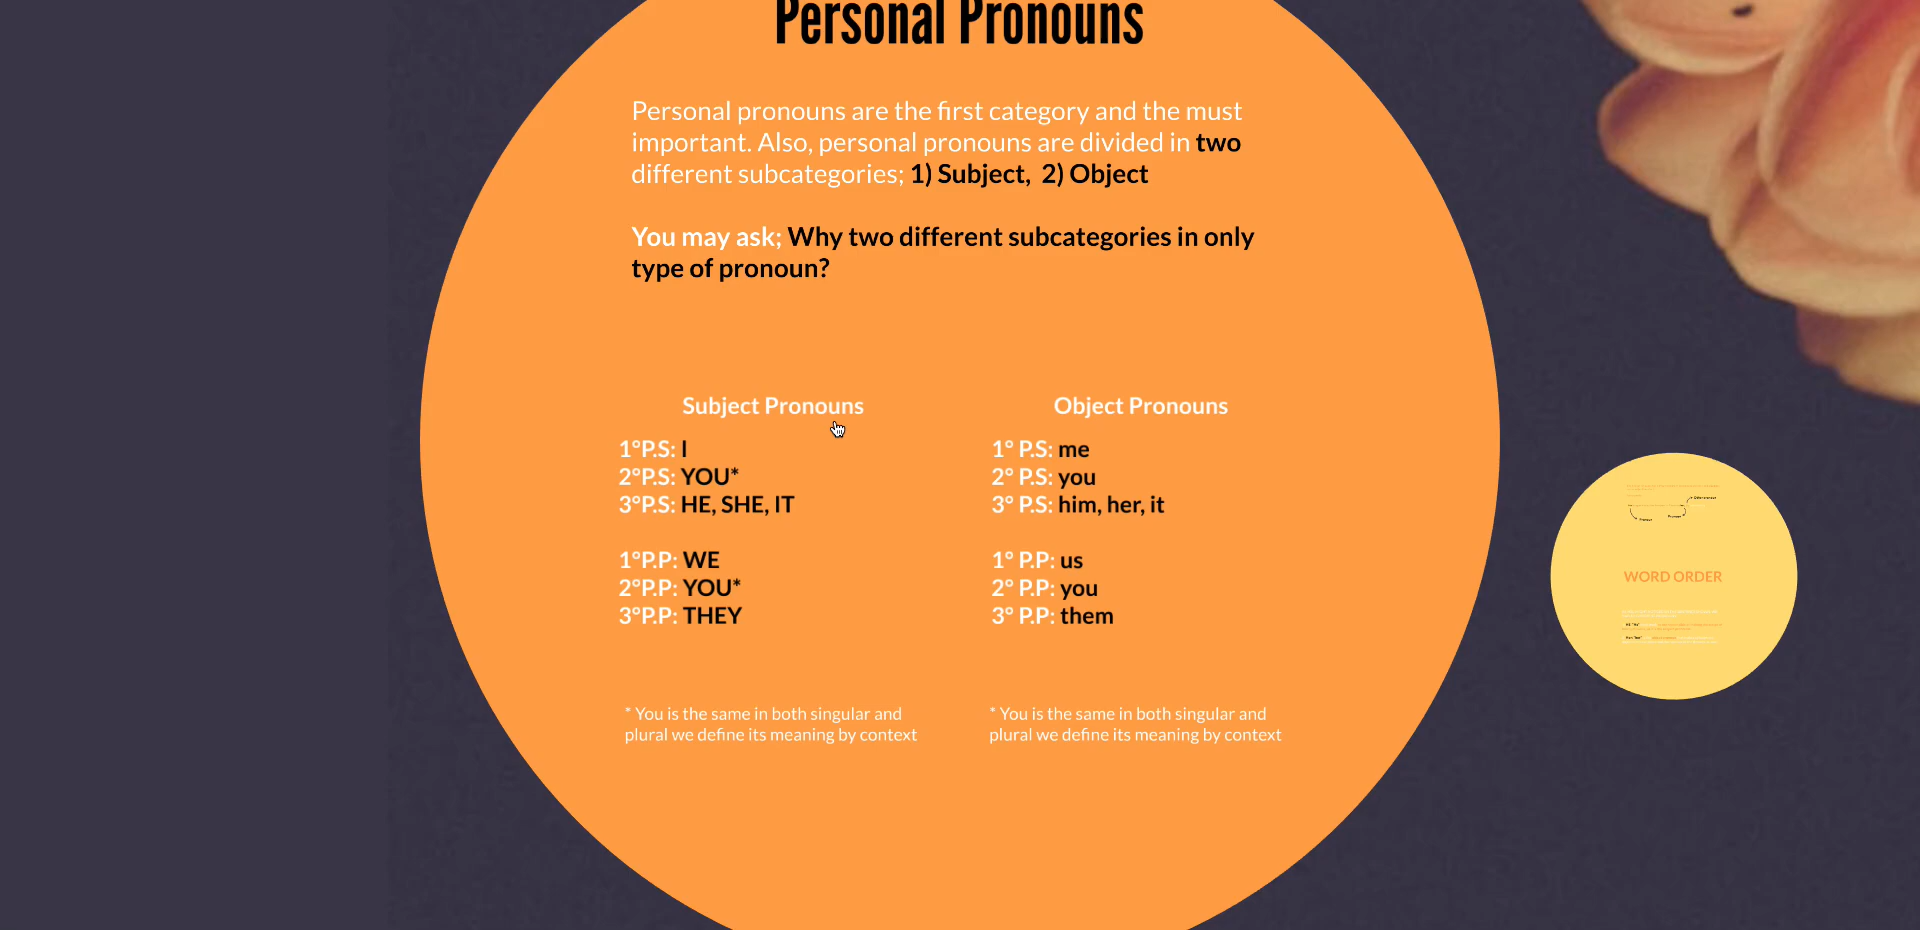 Personal Pronouns
Personal pronouns are the first category and the must
important. Also, personal pronouns are divided in two
different subcategories; 1) Subject, 2) Object
You may ask; Why two different subcategories in only
type of pronoun?
Subject Pronouns
1°P.S: I
2°P.S: YOU*
3°P.S: HE, SHE, IT
1°P.P: WE
2°P.P: YOU*
3°P.P: THEY
* You is the same in both singular and
plural we define its meaning by context
Object Pronouns
1° P.S: me
2° P.S: you
3° P.S: him, her, it
1° P.P: us
2° P.P: you
3° P.P: them
* You is the same in both singular and
plural we define its meaning by context
WORD ORDER